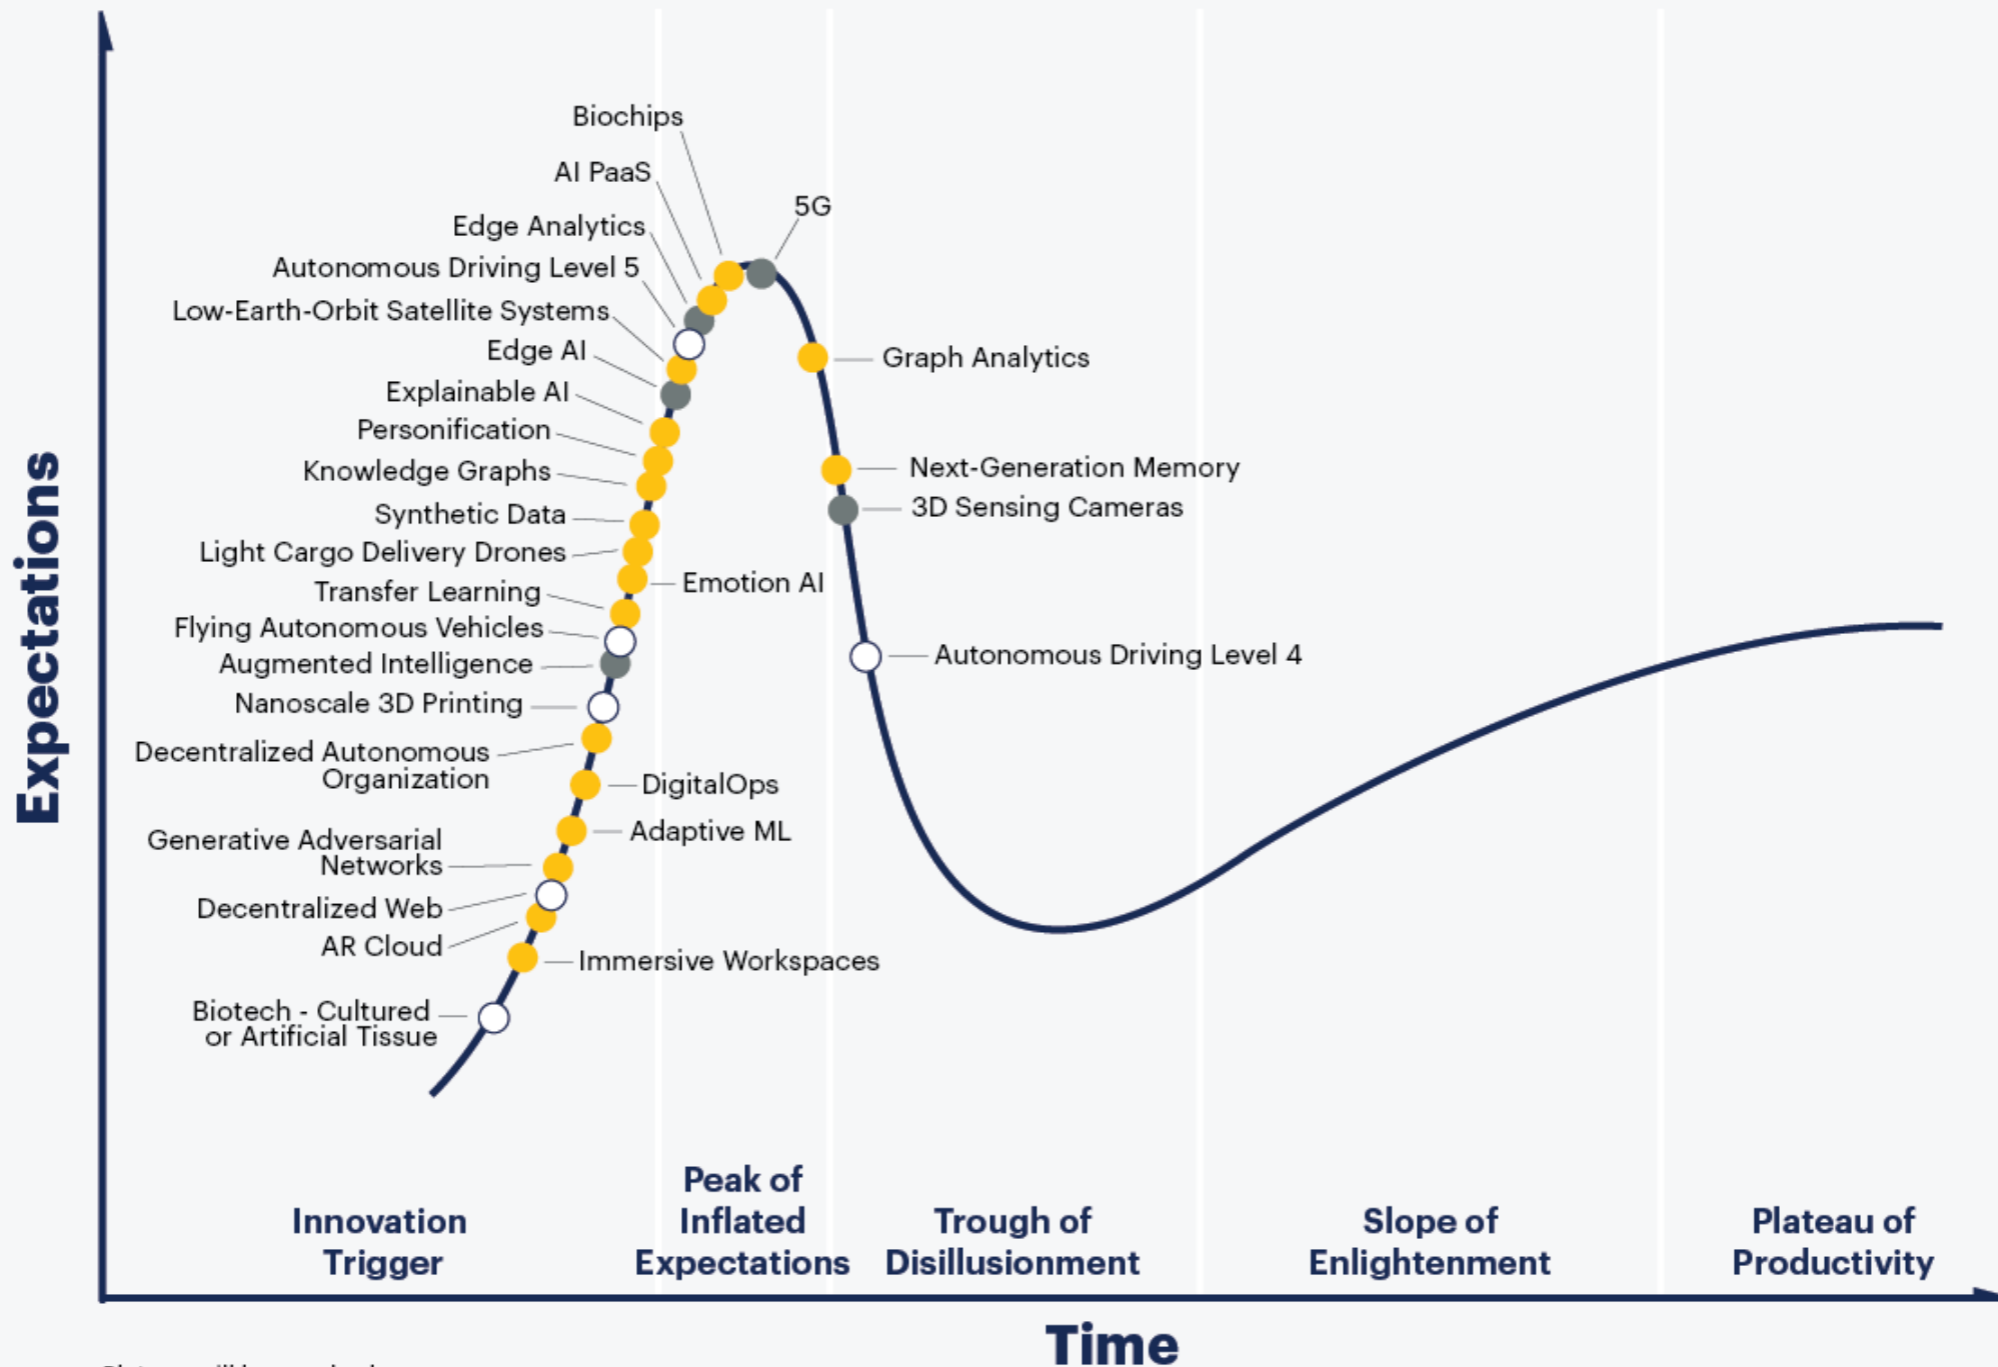 Biochips
AI PaaS
5G
Edge Analytics
Autonomous Driving Level 5
Low-Earth-Orbit Satellite Systems
Edge AI
Graph Analytics
Explainable AI
Personification
Knowledge Graphs
Next-Generation Memory
3D Sensing Cameras
Synthetic Data
Light Cargo Delivery Drones
Emotion AI
Transfer Learning
Flying Autonomous Vehicles
Autonomous Driving Level 4
Augmented Intelligence
Nanoscale 3D Printing
Decentralized Autonomous
Organization
DigitalOps
Adaptive ML
Generative Adversarial
Networks
Decentralized Web
AR Cloud
Immersive Workspaces
Biotech - Cultured
or Artificial Tissue
Expectations
Innovation
Trigger
Peak of
Inflated
Expectations
Trough of
Disillusionment
Slope of
Enlightenment
Plateau of
Productivity
Time